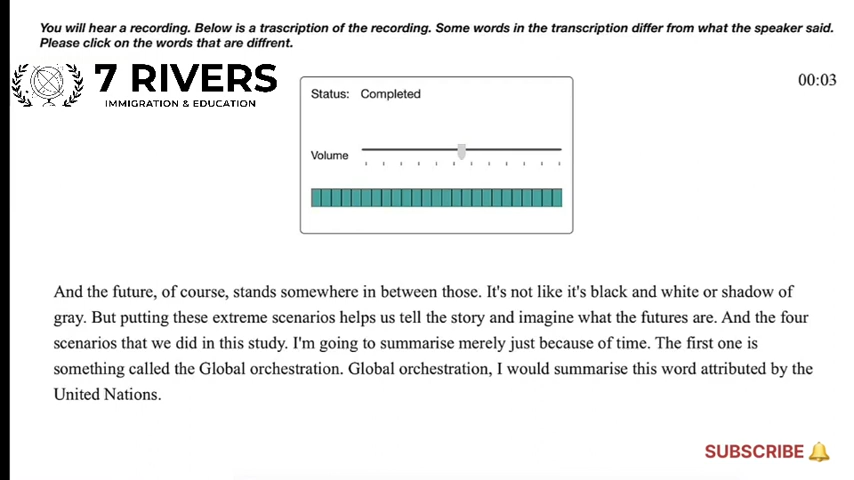 You will hear a recording. Below is a trascription of the recording. Some words in the transcription differ from what the speaker said.
Please click on the words that are diffrent.
7 RIVERS
IMMIGRATION & EDUCATION
00:03
Status: Completed
Volume
And the future, of course, stands somewhere in between those. It's not like it's black and white or shadow of
gray. But putting these extreme scenarios helps us tell the story and imagine what the futures are. And the four
scenarios that we did in this study. I'm going to summarise merely just because of time. The first one is
something called the Global orchestration. Global orchestration, I would summarise this word attributed by the
United Nations.
SUBSCRIBE